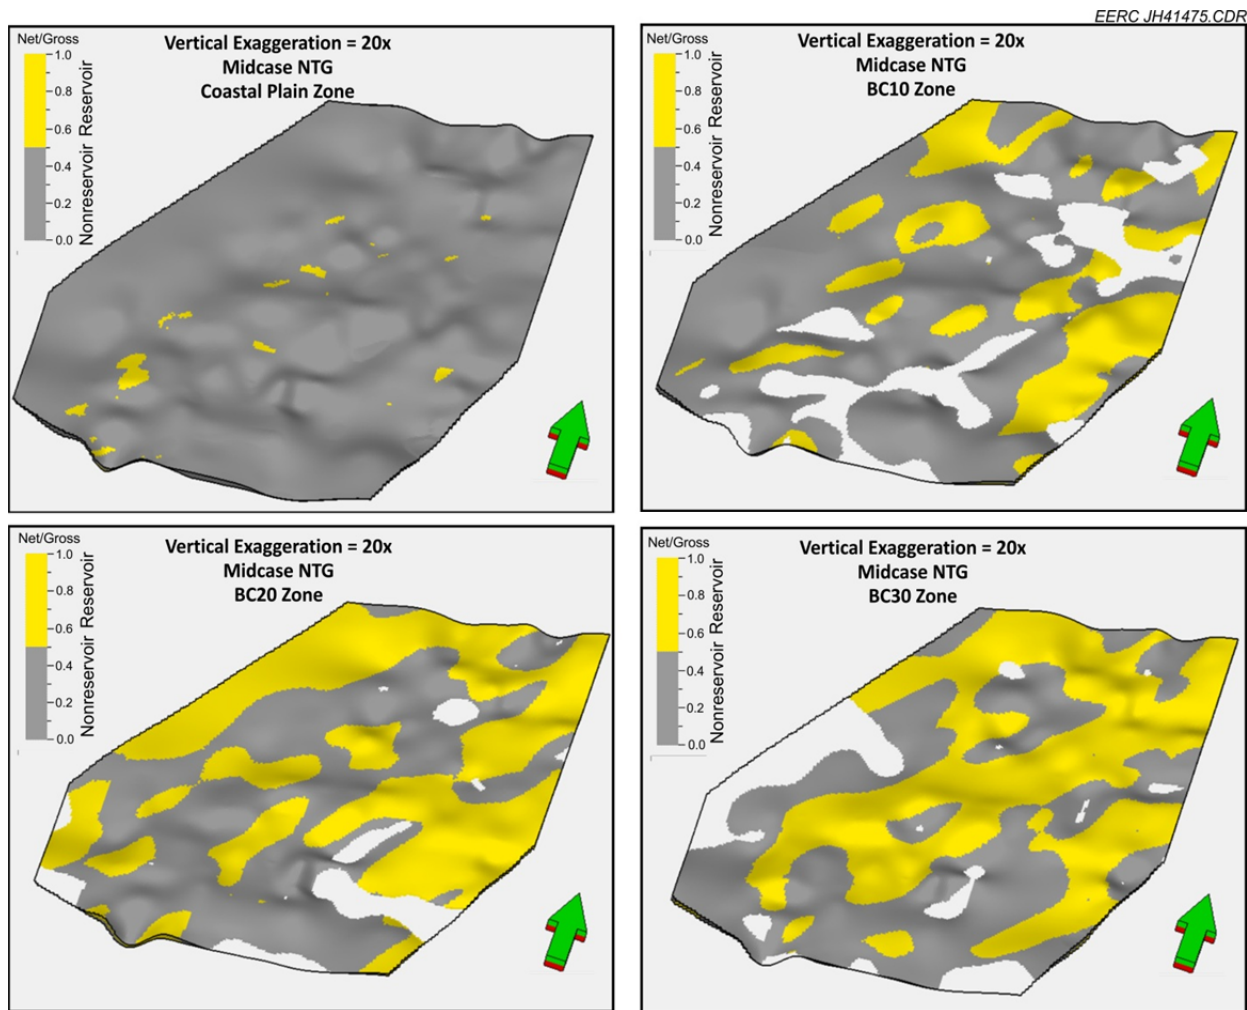 EERC JH41475.CDR
Net/Gross
Vertical Exaggeration = 20x
Midcase NTG
Coastal Plain Zone
1.0
0.8
0.6
0.4
0.2
0.0
Nonreservoir Reservoir
Net/Gross
Vertical Exaggeration = 20x
Midcase NTG
BC10 Zone
1.0
0.8
0.6
0.4
0.2
0.0
Nonreservoir Reservoir
Net/Gross
Vertical Exaggeration = 20x
Midcase NTG
BC20 Zone
1.0
0.8
0.6
0.4
0.2
0.0
Nonreservoir Reservoir
Net/Gross
Vertical Exaggeration = 20x
Midcase NTG
BC30 Zone
1.0
0.8
0.6
0.4
0.2
0.0
Nonreservoir Reservoir